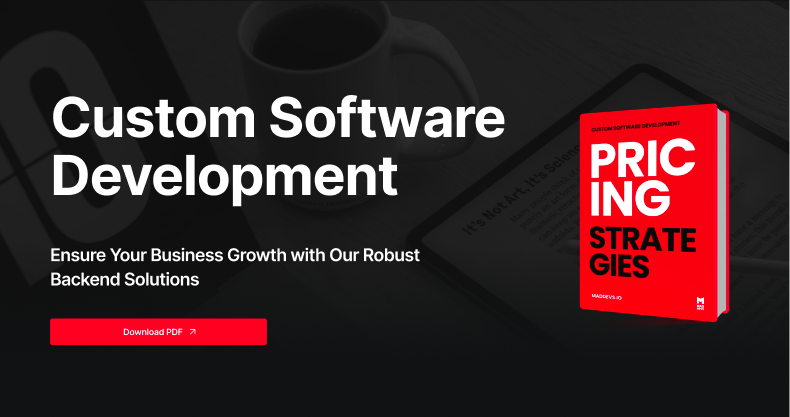 Custom Software
Development
Ensure Your Business Growth with Our Robust
Backend Solutions
Download PDF
It's Not Art, It's Scienc
CUSTOM SOFTWARE DEVELOPMENT
PRIC
ING
STRATE
GIES
MADDEVS.IO